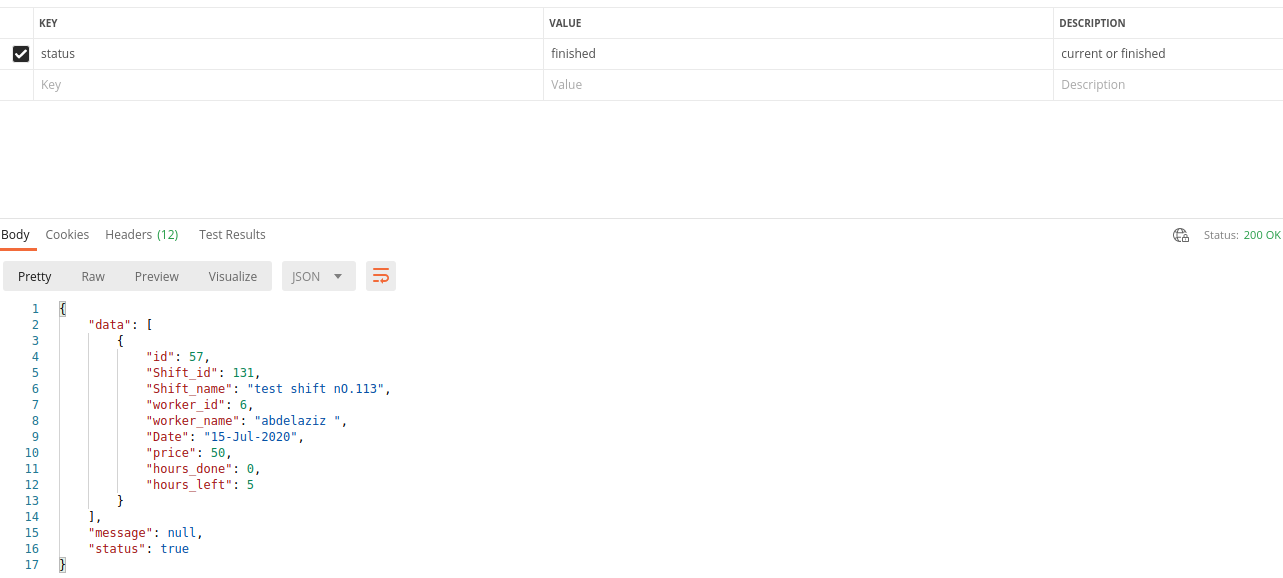 KEY VALUE DESCRIPTION
status finished current or finished
Key Value Description
Body Cookies Headers (12) Test Results Status: 200 OK
Pretty Raw Preview Visualize JSON
1 {
2 "data": [
3 {
4 "id": 57,
5 "Shift_id": 131,
6 "Shift_name": "test shift nO.113",
7 "worker_id": 6,
8 "worker_name": "abdelaziz ",
9 "Date": "15-Jul-2020",
10 "price": 50,
11 "hours_done": 0,
12 "hours_left": 5
13 }
14 ],
15 "message": null,
16 "status": true
17 }